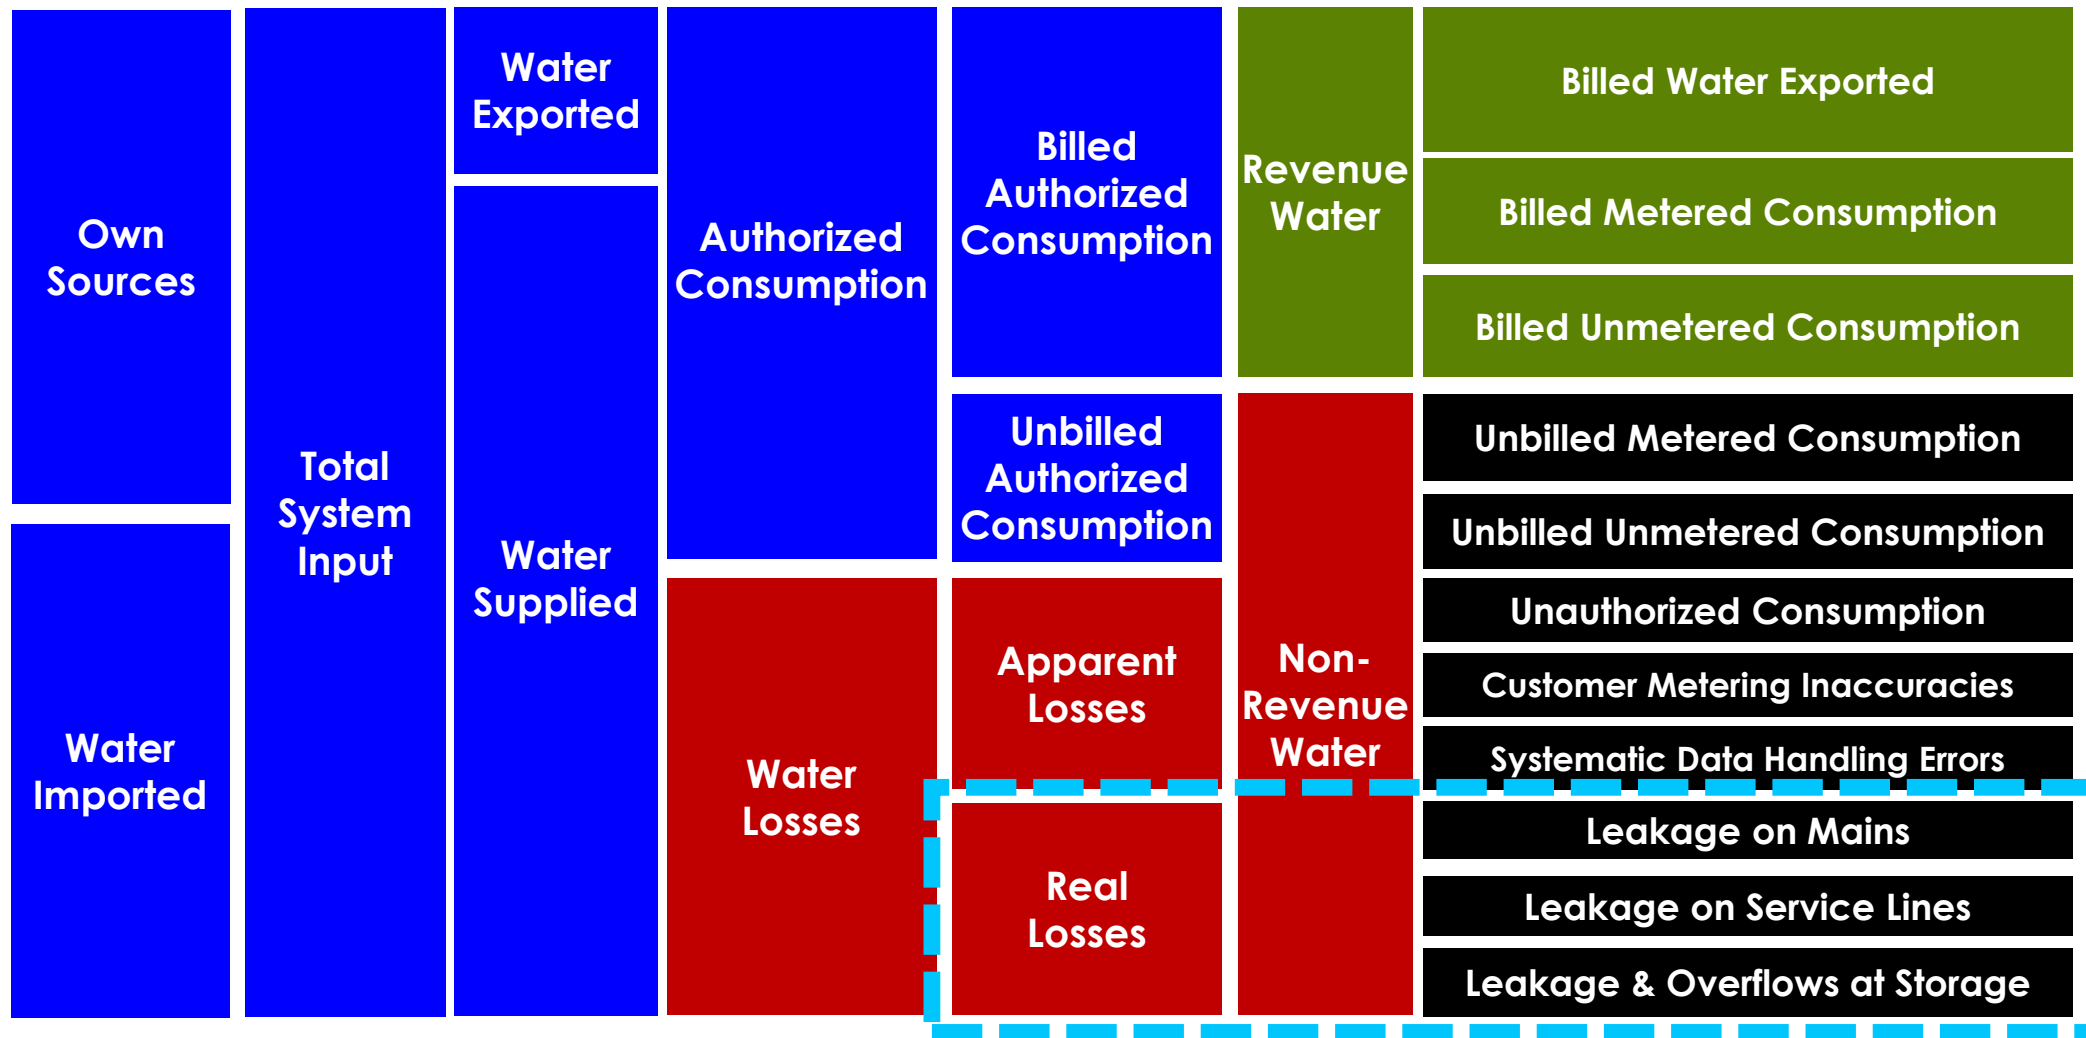 Own
Sources
Water
Imported
Total
System
Input
Water
Exported
Water
Supplied
Authorized
Consumption
Water
Losses
Billed
Authorized
Consumption
Unbilled
Authorized
Consumption
Apparent
Losses
Real
Losses
Revenue
Water
Non-
Revenue
Water
Billed Water Exported
Billed Metered Consumption
Billed Unmetered Consumption
Unbilled Metered Consumption
Unbilled Unmetered Consumption
Unauthorized Consumption
Customer Metering Inaccuracies
Systematic Data Handling Errors
Leakage on Mains
Leakage on Service Lines
Leakage & Overflows at Storage